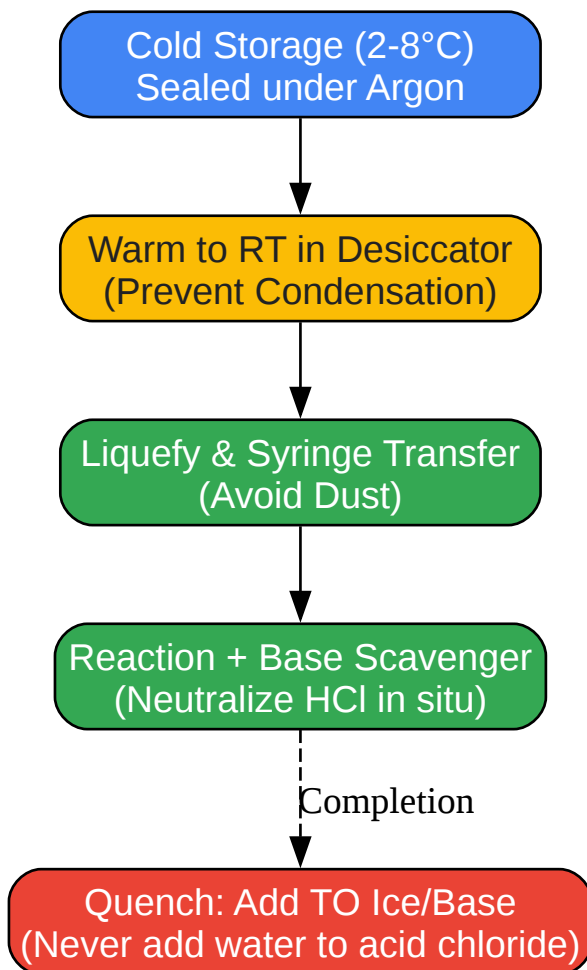 Cold Storage (2-8°C)
Sealed under Argon
Warm to RT in Desiccator
(Prevent Condensation)
Liquefy & Syringe Transfer
(Avoid Dust)
Reaction + Base Scavenger
(Neutralize HCl in situ)
Completion
Quench: Add TO Ice/Base
(Never add water to acid chloride)